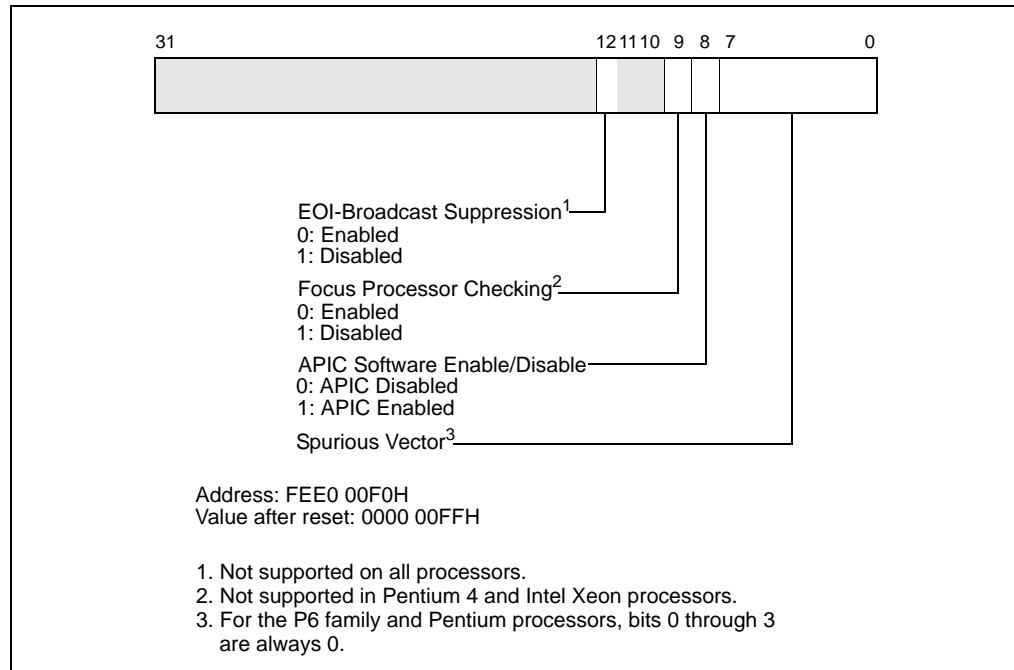 31 12 11 10 9 8 7 0
EOI-Broadcast Suppression1
0: Enabled
1: Disabled
Focus Processor Checking2
0: Enabled
1: Disabled
APIC Software Enable/Disable
0: APIC Disabled
1: APIC Enabled
Spurious Vector3
Address: FEE0 00F0H
Value after reset: 0000 00FFH
1. Not supported on all processors.
2. Not supported in Pentium 4 and Intel Xeon processors.
3. For the P6 family and Pentium processors, bits 0 through 3
are always 0.